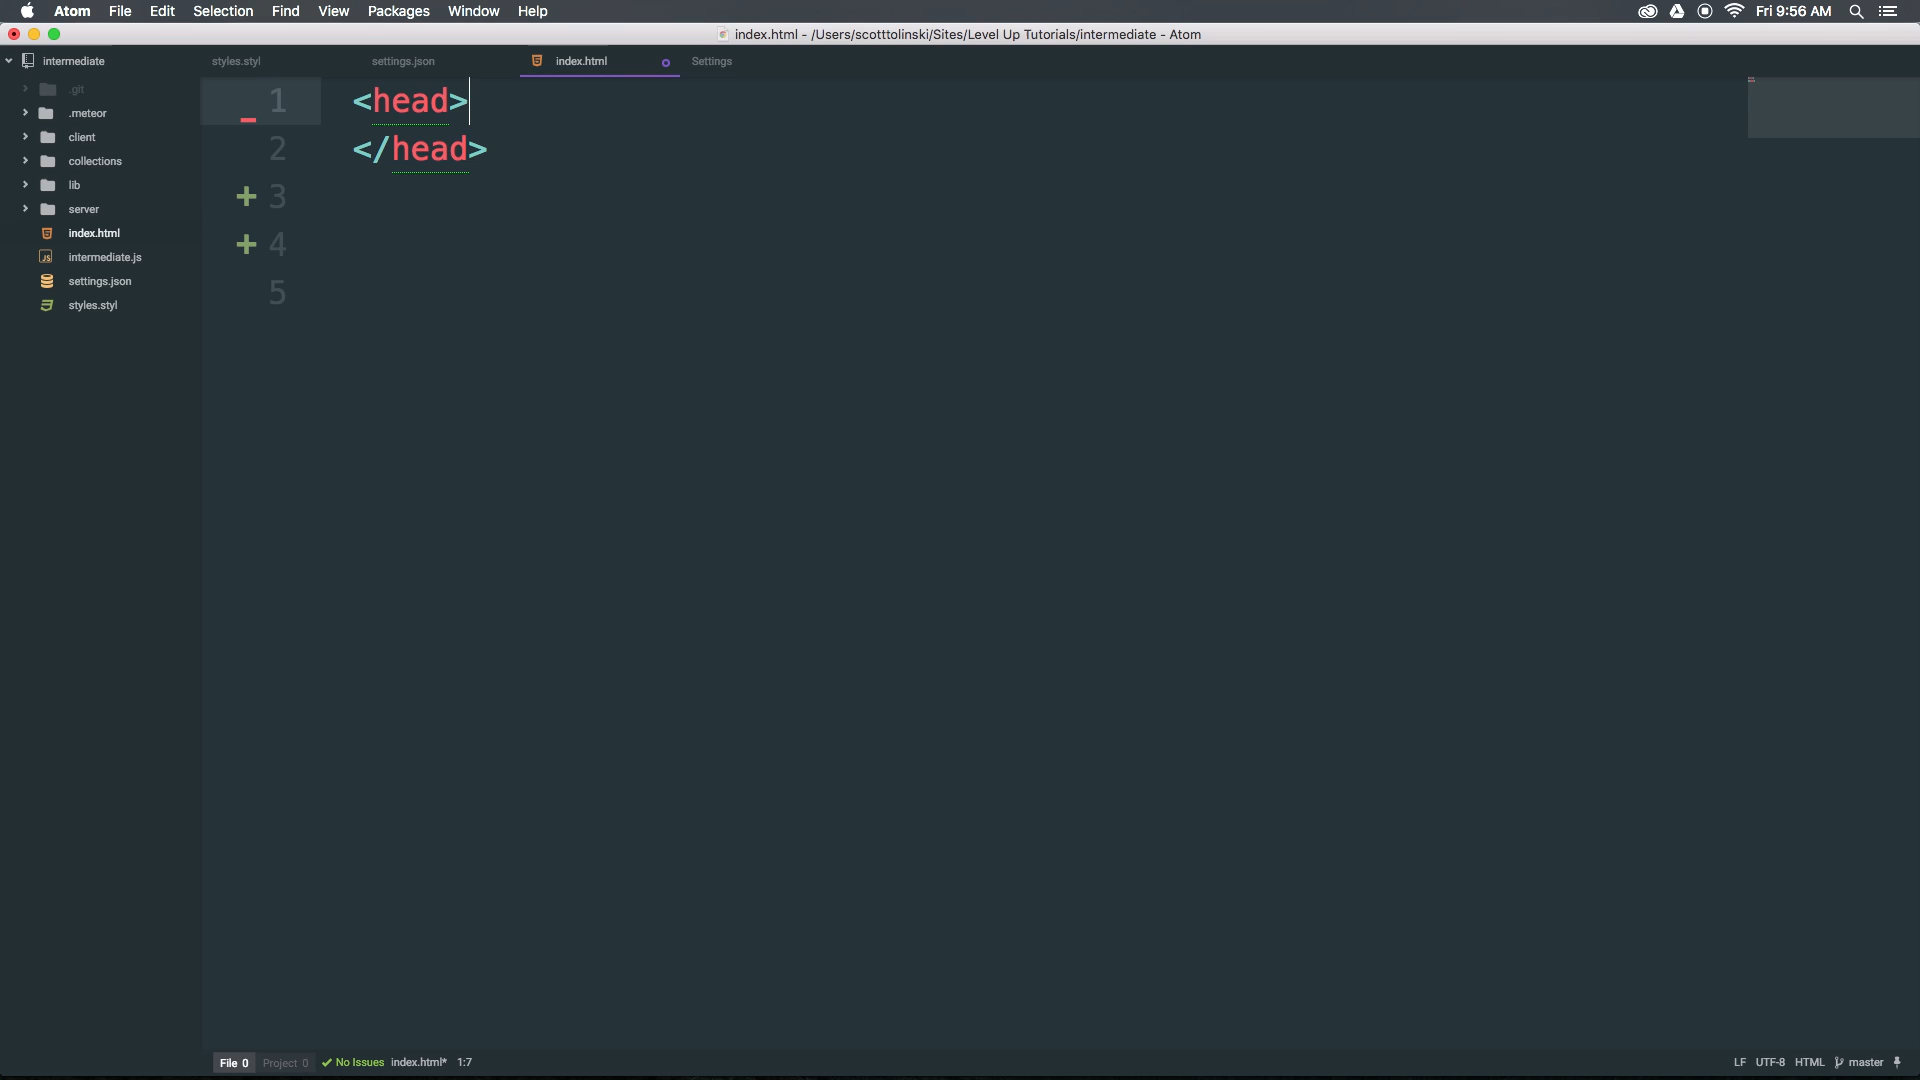 Atom File Edit Selection Find View Packages Window Help Fri 9:56 AM
index.html - /Users/scotttolinski/Sites/Level Up Tutorials/intermediate - Atom
intermediate
.git
.meteor
client
collections
lib
server
index.html
intermediate.js
settings.json
styles.styl
styles.styl settings.json index.html Settings
1 <head>
2 </head>
+ 3
+ 4
5
File 0 Project 0 No Issues index.html* 1:7 LF UTF-8 HTML master